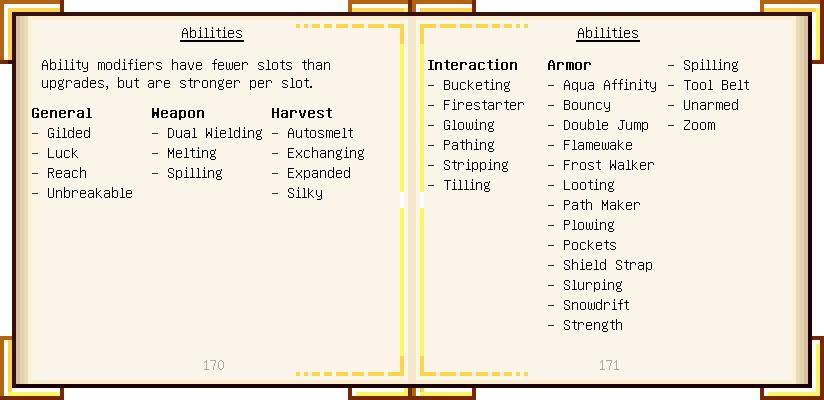 Abilities
Ability modifiers have fewer slots than
upgrades, but are stronger per slot.
General
- Gilded
- Luck
- Reach
- Unbreakable
Weapon
- Dual Wielding
- Melting
- Spilling
Harvest
- Autosmelt
- Exchanging
- Expanded
- Silky
170
Abilities
Interaction
- Bucketing
- Firestarter
- Glowing
- Pathing
- Stripping
- Tilling
Armor
- Aqua Affinity
- Bouncy
- Double Jump
- Flamewake
- Frost Walker
- Looting
- Path Maker
- Plowing
- Pockets
- Shield Strap
- Slurping
- Snowdrift
- Strength
- Spilling
- Tool Belt
- Unarmed
- Zoom
171